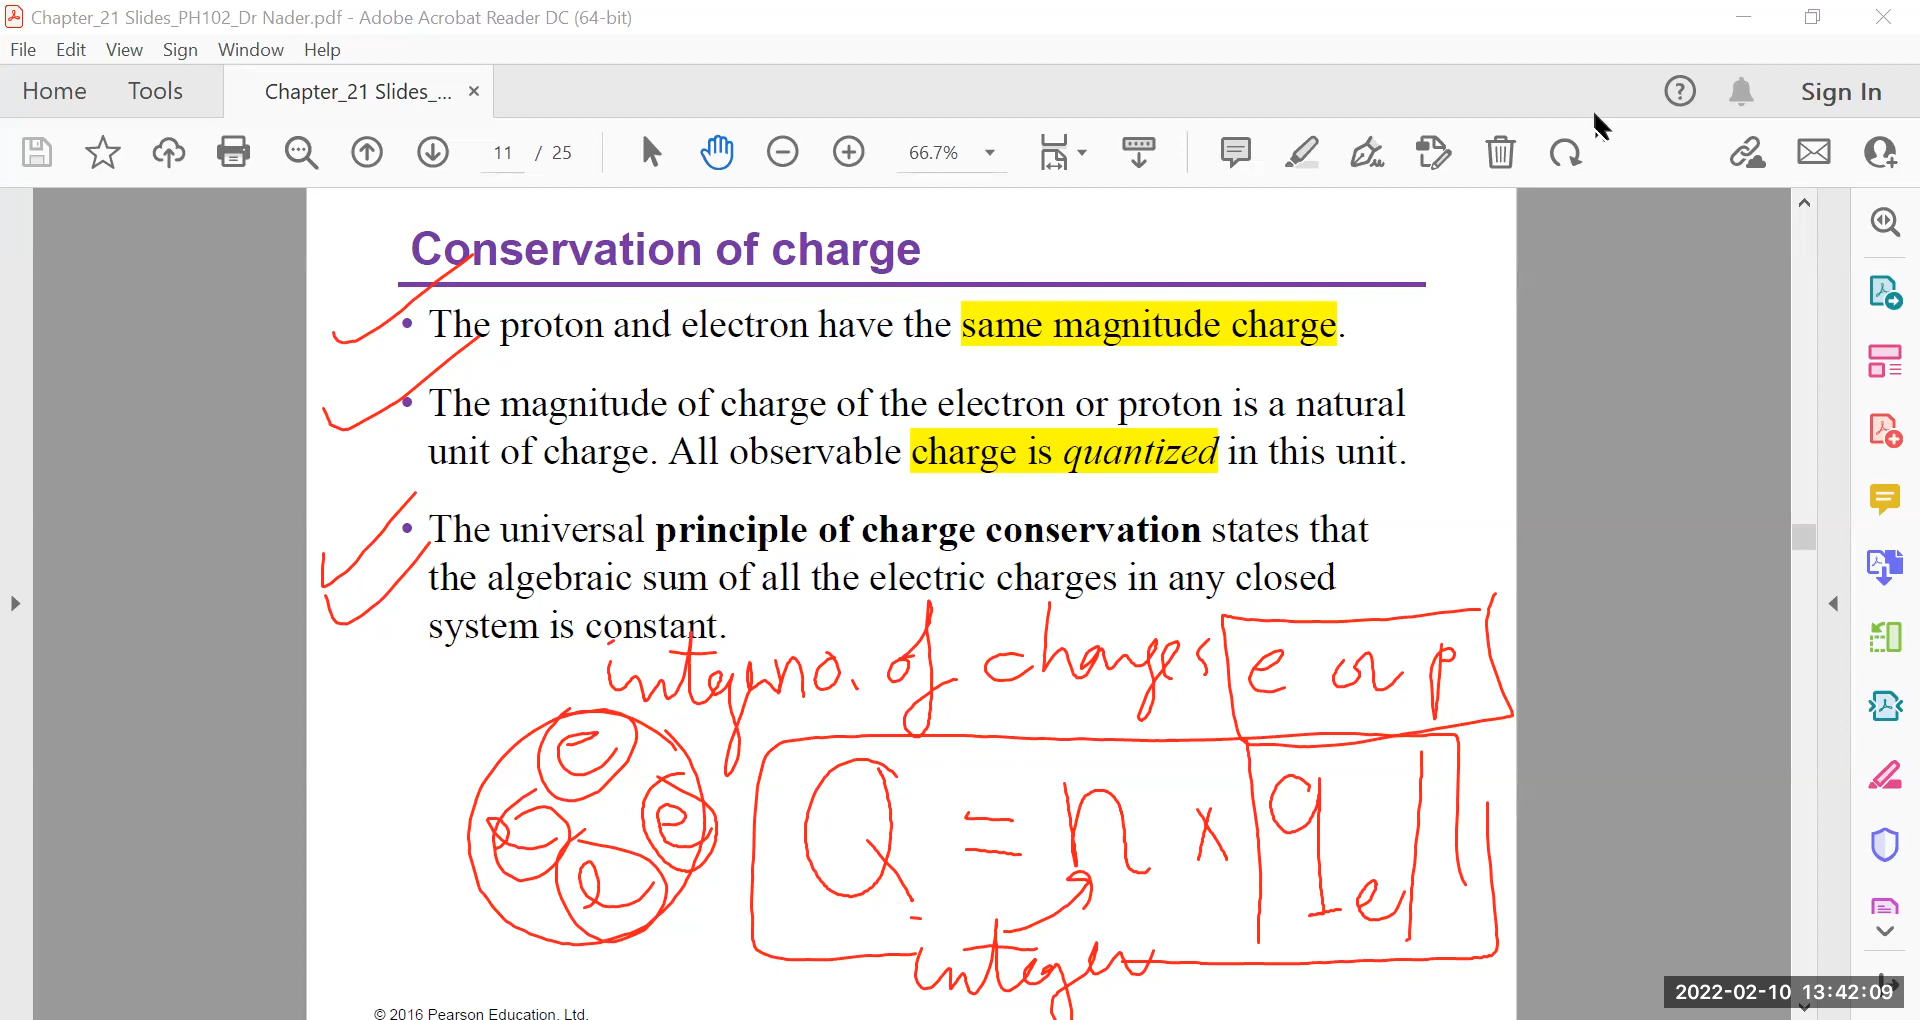 Chapter_21 Slides_PH102_Dr Nader.pdf - Adobe Acrobat Reader DC (64-bit)
File Edit View Sign Window Help
Home Tools Chapter_21 Slides_... × Sign In
11 / 25 66.7%
Conservation of charge
• The proton and electron have the same magnitude charge.
• The magnitude of charge of the electron or proton is a natural
unit of charge. All observable charge is quantized in this unit.
• The universal principle of charge conservation states that
the algebraic sum of all the electric charges in any closed
system is constant.
no. of charges e or p
e
e
e
e
Q = n × |qe|
integer
© 2016 Pearson Education, Ltd.
2022-02-10 13:42:09